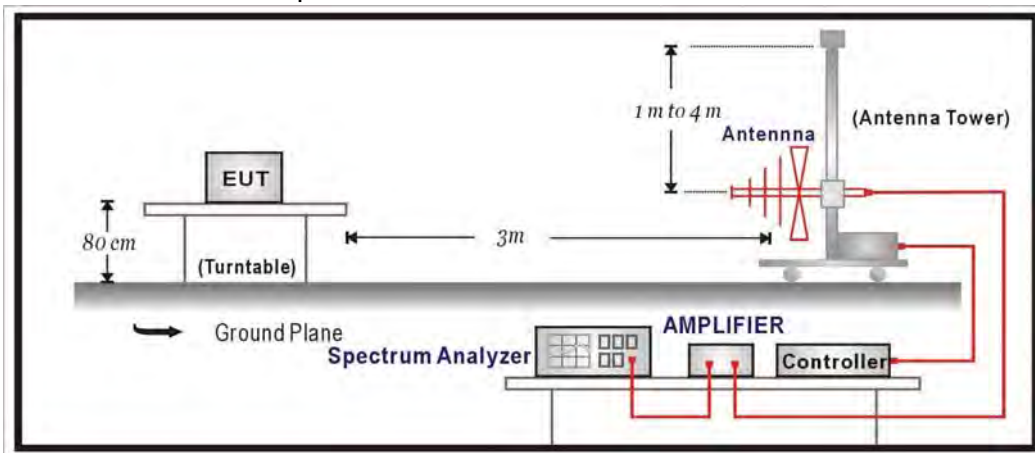 1 m to 4 m
(Antenna Tower)
Antennna
EUT
80 cm
3m
(Turntable)
Ground Plane
AMPLIFIER
Spectrum Analyzer
Controller